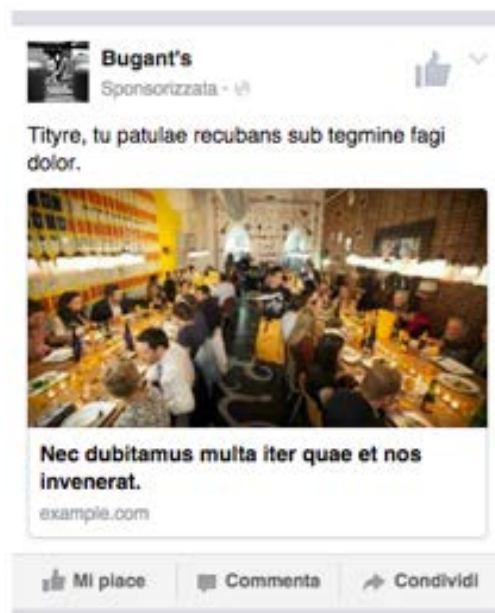 Bugant's
Sponsorizzata ·
Tityre, tu patulae recubans sub tegmine fagi
dolor.
Nec dubitamus multa iter quae et nos
invenerat.
example.com
Mi piace
Commenta
Condividi